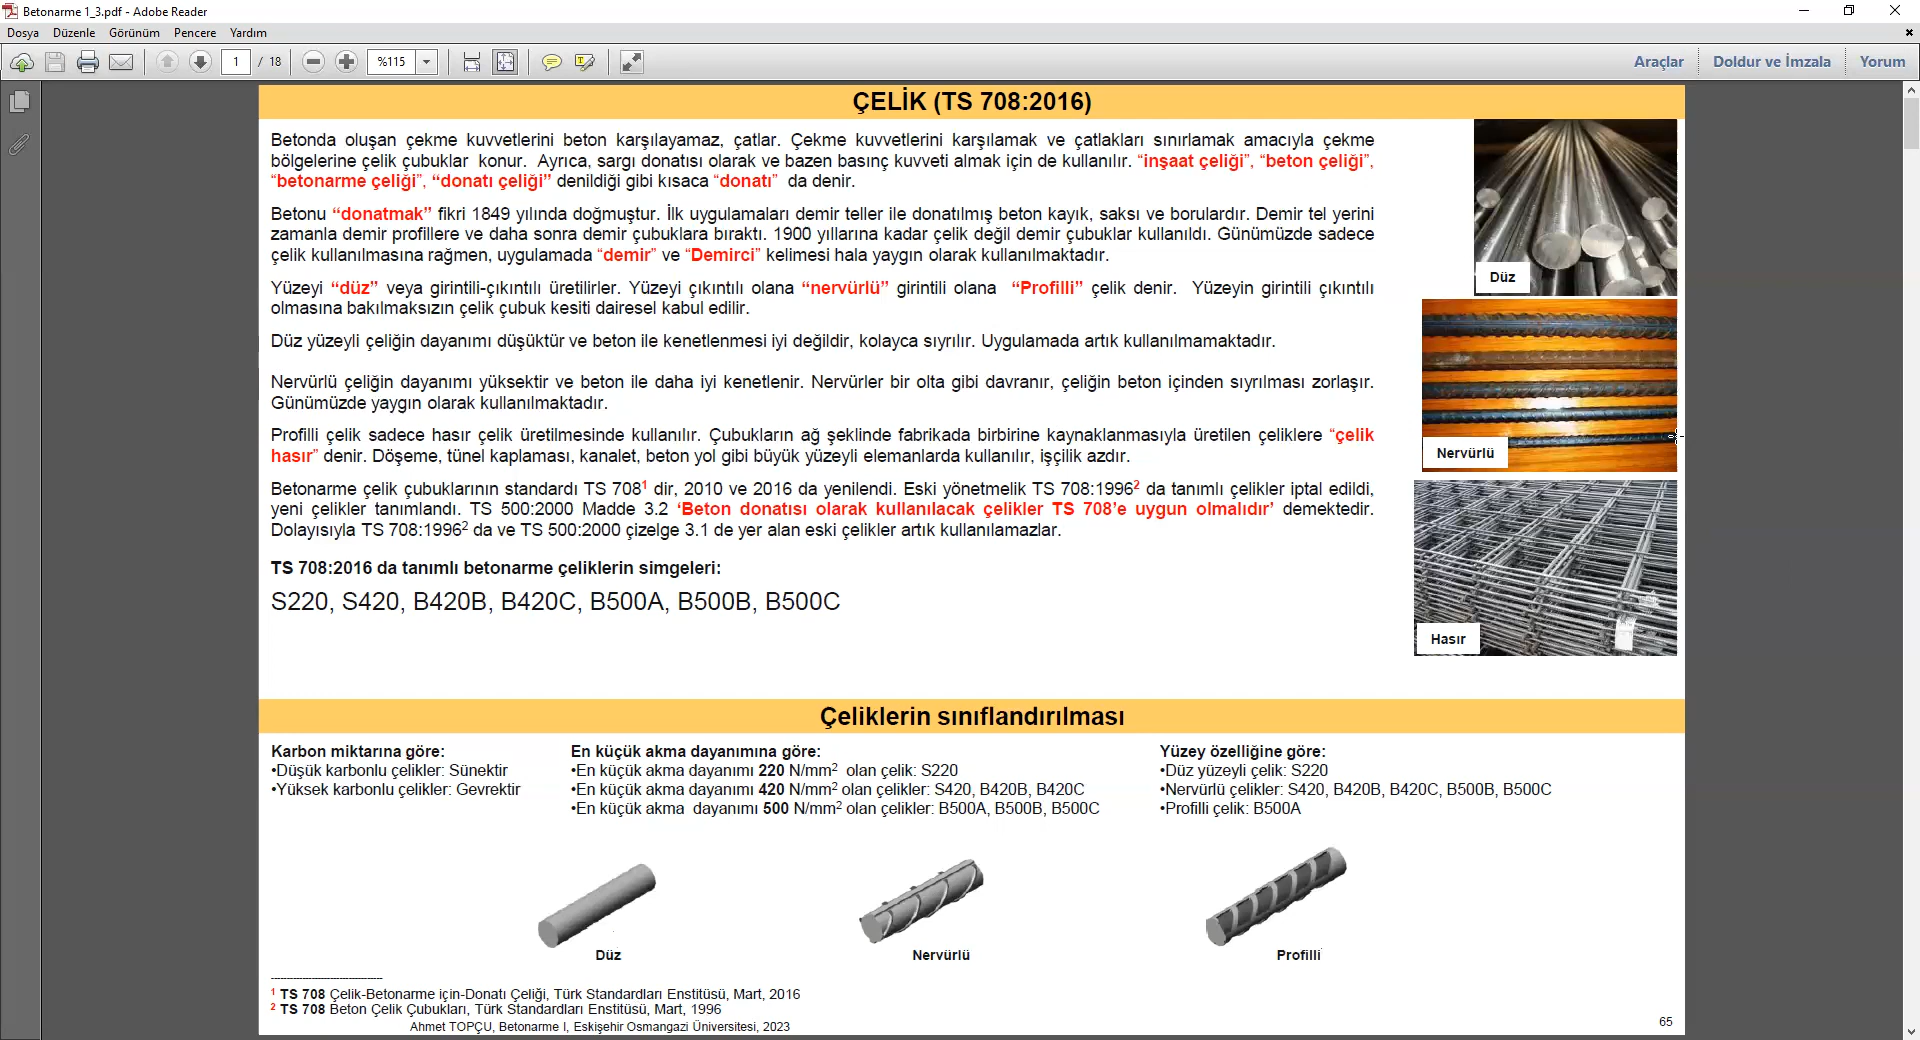 Betonarme 1_3.pdf - Adobe Reader
Dosya Düzenle Görünüm Pencere Yardım
1 / 18 %115 Araçlar Doldur ve İmzala Yorum
ÇELİK (TS 708:2016)
Betonda oluşan çekme kuvvetlerini beton karşılayamaz, çatlar. Çekme kuvvetlerini karşılamak ve çatlakları sınırlamak amacıyla çekme
bölgelerine çelik çubuklar konur. Ayrıca, sargı donatısı olarak ve bazen basınç kuvveti almak için de kullanılır. “inşaat çeliği”, “beton çeliği”,
“betonarme çeliği”, “donatı çeliği” denildiği gibi kısaca “donatı” da denir.
Betonu “donatmak” fikri 1849 yılında doğmuştur. İlk uygulamaları demir teller ile donatılmış beton kayık, saksı ve borulardır. Demir tel yerini
zamanla demir profillere ve daha sonra demir çubuklara bıraktı. 1900 yıllarına kadar çelik değil demir çubuklar kullanıldı. Günümüzde sadece
çelik kullanılmasına rağmen, uygulamada “demir” ve “Demirci” kelimesi hala yaygın olarak kullanılmaktadır.
Yüzeyi “düz” veya girintili-çıkıntılı üretilirler. Yüzeyi çıkıntılı olana “nervürlü” girintili olana “Profilli” çelik denir. Yüzeyin girintili çıkıntılı
olmasına bakılmaksızın çelik çubuk kesiti dairesel kabul edilir.
Düz yüzeyli çeliğin dayanımı düşüktür ve beton ile kenetlenmesi iyi değildir, kolayca sıyrılır. Uygulamada artık kullanılmamaktadır.
Nervürlü çeliğin dayanımı yüksektir ve beton ile daha iyi kenetlenir. Nervürler bir olta gibi davranır, çeliğin beton içinden sıyrılması zorlaşır.
Günümüzde yaygın olarak kullanılmaktadır.
Profilli çelik sadece hasır çelik üretilmesinde kullanılır. Çubukların ağ şeklinde fabrikada birbirine kaynaklanmasıyla üretilen çeliklere “çelik
hasır” denir. Döşeme, tünel kaplaması, kanalet, beton yol gibi büyük yüzeyli elemanlarda kullanılır, işçilik azdır.
Betonarme çelik çubuklarının standardı TS 708¹ dir, 2010 ve 2016 da yenilendi. Eski yönetmelik TS 708:1996² da tanımlı çelikler iptal edildi,
yeni çelikler tanımlandı. TS 500:2000 Madde 3.2 ‘Beton donatısı olarak kullanılacak çelikler TS 708’e uygun olmalıdır’ demektedir.
Dolayısıyla TS 708:1996² da ve TS 500:2000 çizelge 3.1 de yer alan eski çelikler artık kullanılamazlar.
TS 708:2016 da tanımlı betonarme çeliklerin simgeleri:
S220, S420, B420B, B420C, B500A, B500B, B500C
Düz
Nervürlü
Hasır
Çeliklerin sınıflandırılması
Karbon miktarına göre:
•Düşük karbonlu çelikler: Sünektir
•Yüksek karbonlu çelikler: Gevrektir
En küçük akma dayanımına göre:
•En küçük akma dayanımı 220 N/mm² olan çelik: S220
•En küçük akma dayanımı 420 N/mm² olan çelikler: S420, B420B, B420C
•En küçük akma dayanımı 500 N/mm² olan çelikler: B500A, B500B, B500C
Yüzey özelliğine göre:
•Düz yüzeyli çelik: S220
•Nervürlü çelikler: S420, B420B, B420C, B500B, B500C
•Profilli çelik: B500A
Düz
Nervürlü
Profilli
¹ TS 708 Çelik-Betonarme için-Donatı Çeliği, Türk Standardları Enstitüsü, Mart, 2016
² TS 708 Beton Çelik Çubukları, Türk Standardları Enstitüsü, Mart, 1996
Ahmet TOPÇU, Betonarme I, Eskişehir Osmangazi Üniversitesi, 2023
65